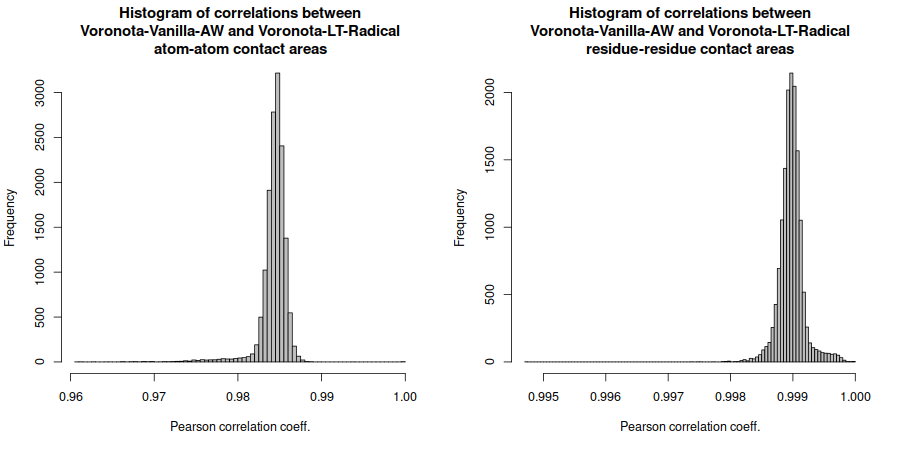 Histogram of correlations between
Voronota-Vanilla-AW and Voronota-LT-Radical
atom-atom contact areas
Frequency
3000
2500
2000
1500
1000
500
0
0.96 0.97 0.98 0.99 1.00
Pearson correlation coeff.
Histogram of correlations between
Voronota-Vanilla-AW and Voronota-LT-Radical
residue-residue contact areas
Frequency
2000
1500
1000
500
0
0.995 0.996 0.997 0.998 0.999 1.000
Pearson correlation coeff.